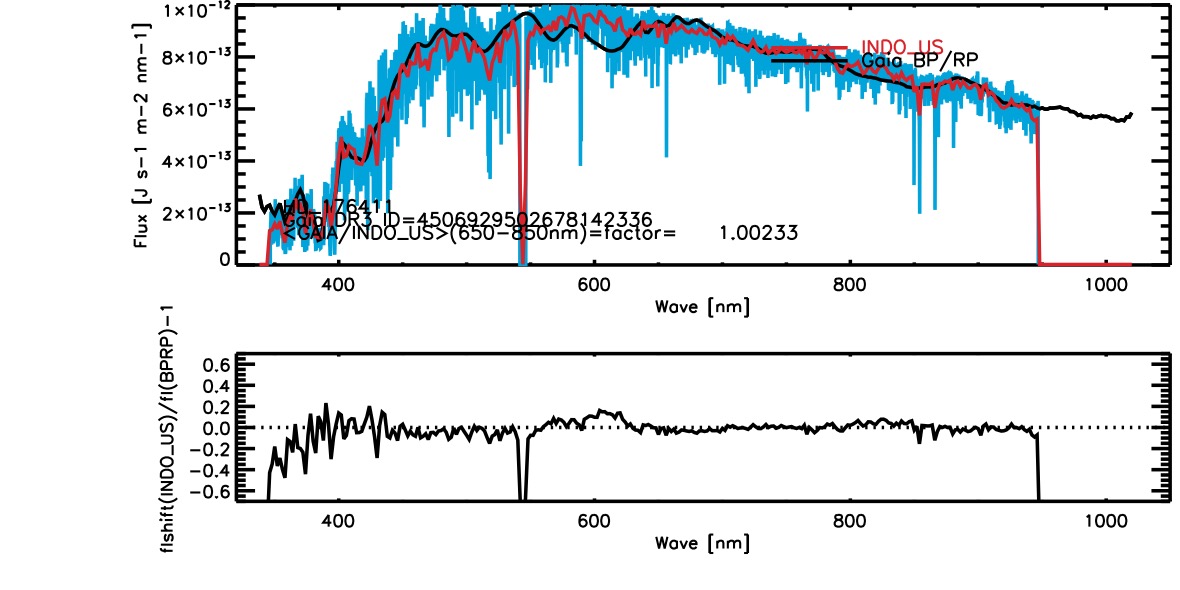 1×10−12
8×10−13
6×10−13
4×10−13
2×10−13
0
Flux [J s−1 m−2 nm−1]
INDO_US
Gaia BP/RP
HD_176411
Gaia DR3 ID=4506929502678142336
<GAIA/INDO_US>(650−850nm)=factor= 1.00233
400 600 800 1000
Wave [nm]
flshift(INDO_US)/fl(BPRP)−1
0.6
0.4
0.2
0.0
−0.2
−0.4
−0.6
400 600 800 1000
Wave [nm]